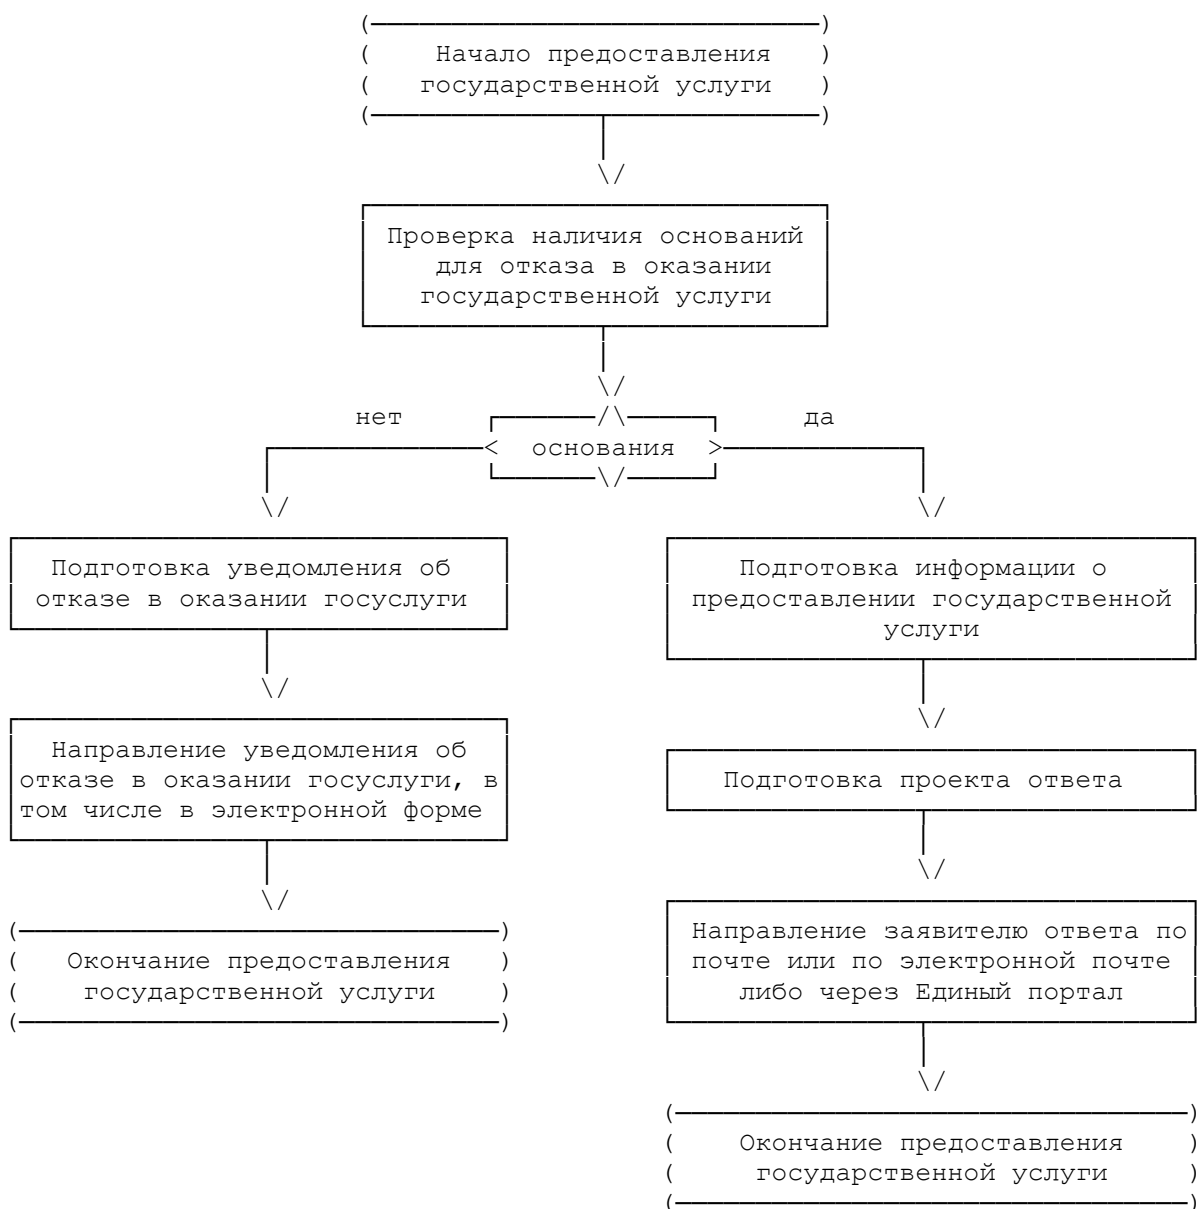 Начало предоставления
государственной услуги
Проверка наличия оснований
для отказа в оказании
государственной услуги
нет
да
основания
Подготовка уведомления об
отказе в оказании госуслуги
Подготовка информации о
предоставлении государственной
услуги
Направление уведомления об
отказе в оказании госуслуги, в
том числе в электронной форме
Подготовка проекта ответа
Окончание предоставления
государственной услуги
Направление заявителю ответа по
почте или по электронной почте
либо через Единый портал
Окончание предоставления
государственной услуги